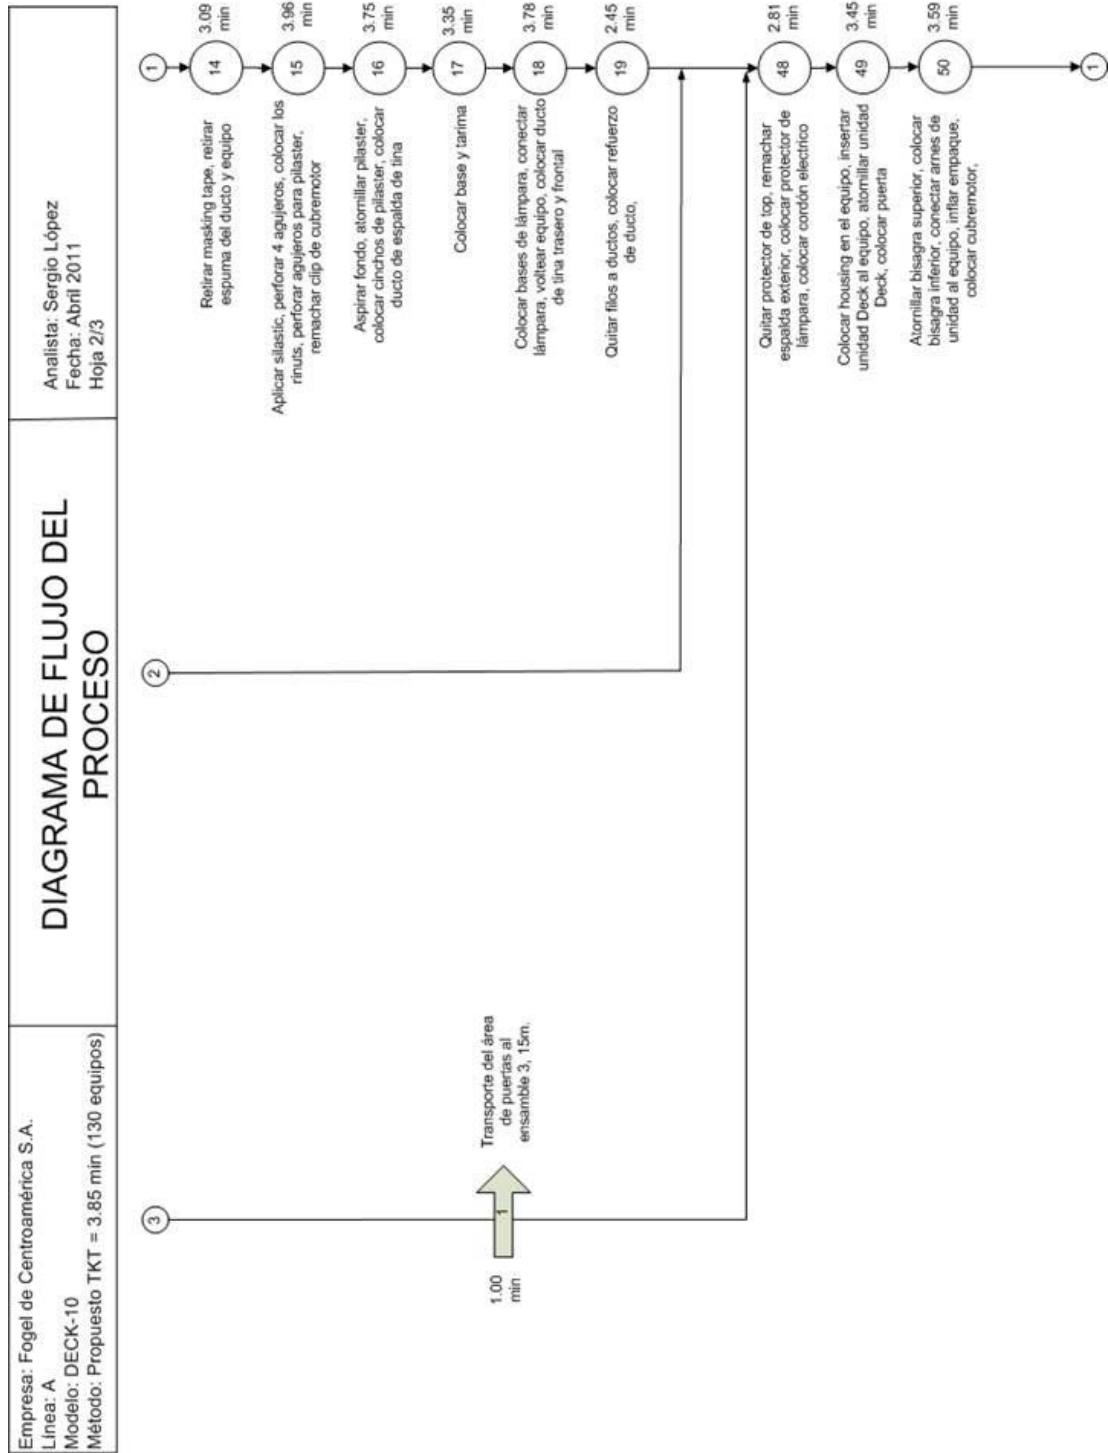 Empresa: Fogel de Centroamérica S.A.
Línea: A
Modelo: DECK-10
Método: Propuesto TKT = 3.85 min (130 equipos)
DIAGRAMA DE FLUJO DEL
PROCESO
Analista: Sergio López
Fecha: Abril 2011
Hoja 2/3
3
1.00
min
1
Transporte del área
de puertas al
ensamble 3, 15m.
2
1
Retirar masking tape, retirar
espuma del ducto y equipo
14
3.09
min
Aplicar silastic, perforar 4 agujeros, colocar los
rinuts, perforar agujeros para pilaster,
remachar clip de cubremotor
15
3.96
min
Aspirar fondo, atornillar pilaster,
colocar cinchos de pilaster, colocar
ducto de espalda de tina
16
3.75
min
Colocar base y tarima
17
3.35
min
Colocar bases de lámpara, conectar
lámpara, voltear equipo, colocar ducto
de tina trasero y frontal
18
3.78
min
Quitar filos a ductos, colocar refuerzo
de ducto,
19
2.45
min
Quitar protector de top, remachar
espalda exterior, colocar protector de
lámpara, colocar cordón electrico
48
2.81
min
Colocar housing en el equipo, insertar
unidad Deck al equipo, atornillar unidad
Deck, colocar puerta
49
3.45
min
Atornillar bisagra superior, colocar
bisagra inferior, conectar arnes de
unidad al equipo, inflar empaque,
colocar cubremotor,
50
3.59
min
1